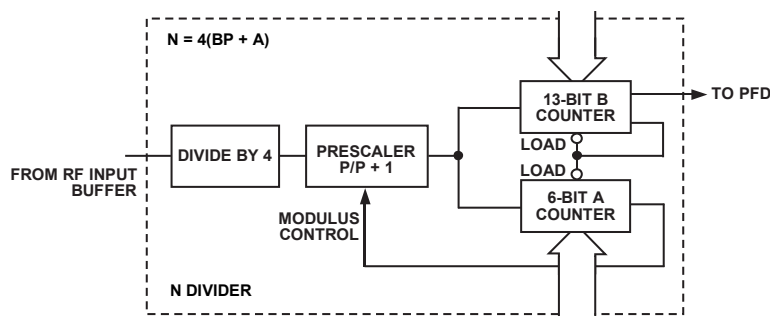 N = 4(BP + A)
13-BIT B
COUNTER
TO PFD
DIVIDE BY 4
PRESCALER
P/P + 1
LOAD
LOAD
FROM RF INPUT
BUFFER
MODULUS
CONTROL
6-BIT A
COUNTER
N DIVIDER